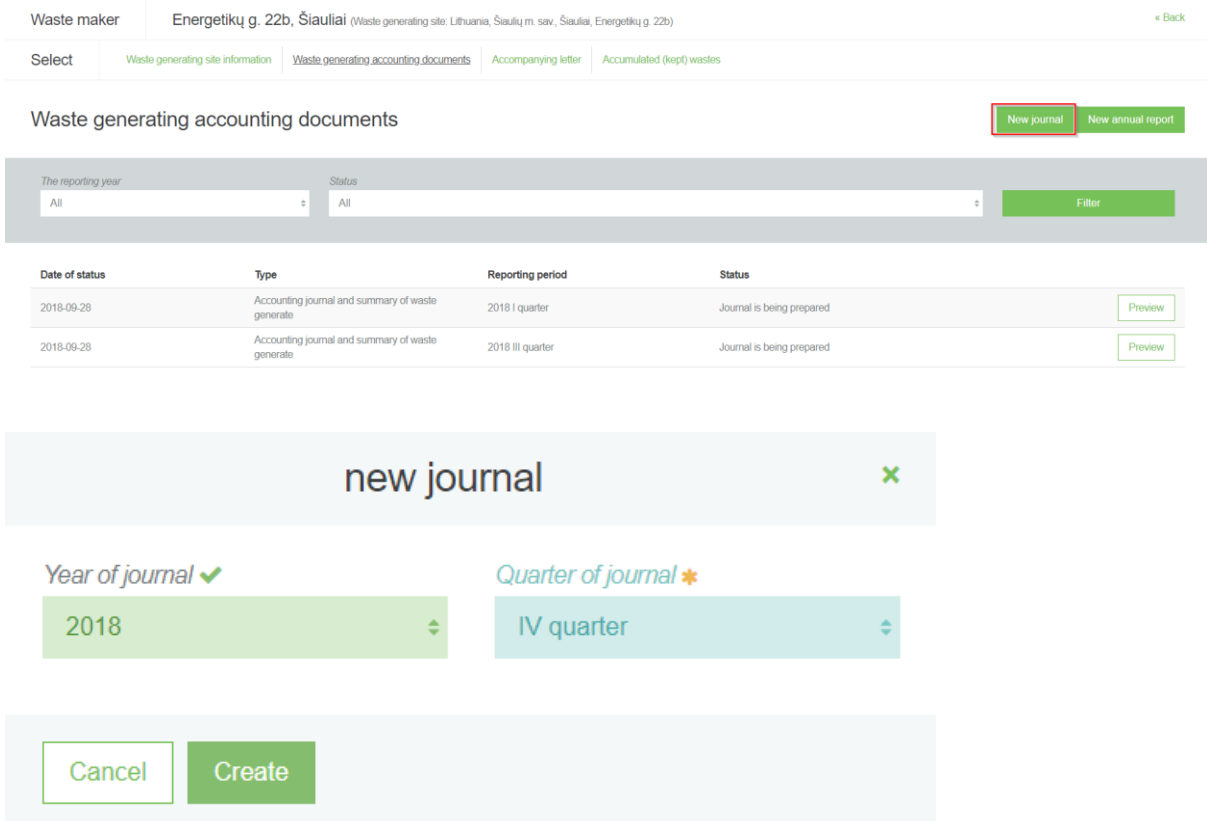 Waste maker Energetikų g. 22b, Šiauliai (Waste generating site: Lithuania, Šiaulių m. sav., Šiauliai, Energetikų g. 22b) « Back
Select Waste generating site information Waste generating accounting documents Accompanying letter Accumulated (kept) wastes
Waste generating accounting documents New journal New annual report
The reporting year Status
All All Filter
Date of status Type Reporting period Status
2018-09-28 Accounting journal and summary of waste generate 2018 I quarter Journal is being prepared Preview
2018-09-28 Accounting journal and summary of waste generate 2018 III quarter Journal is being prepared Preview
new journal
Year of journal Quarter of journal
2018 IV quarter
Cancel Create